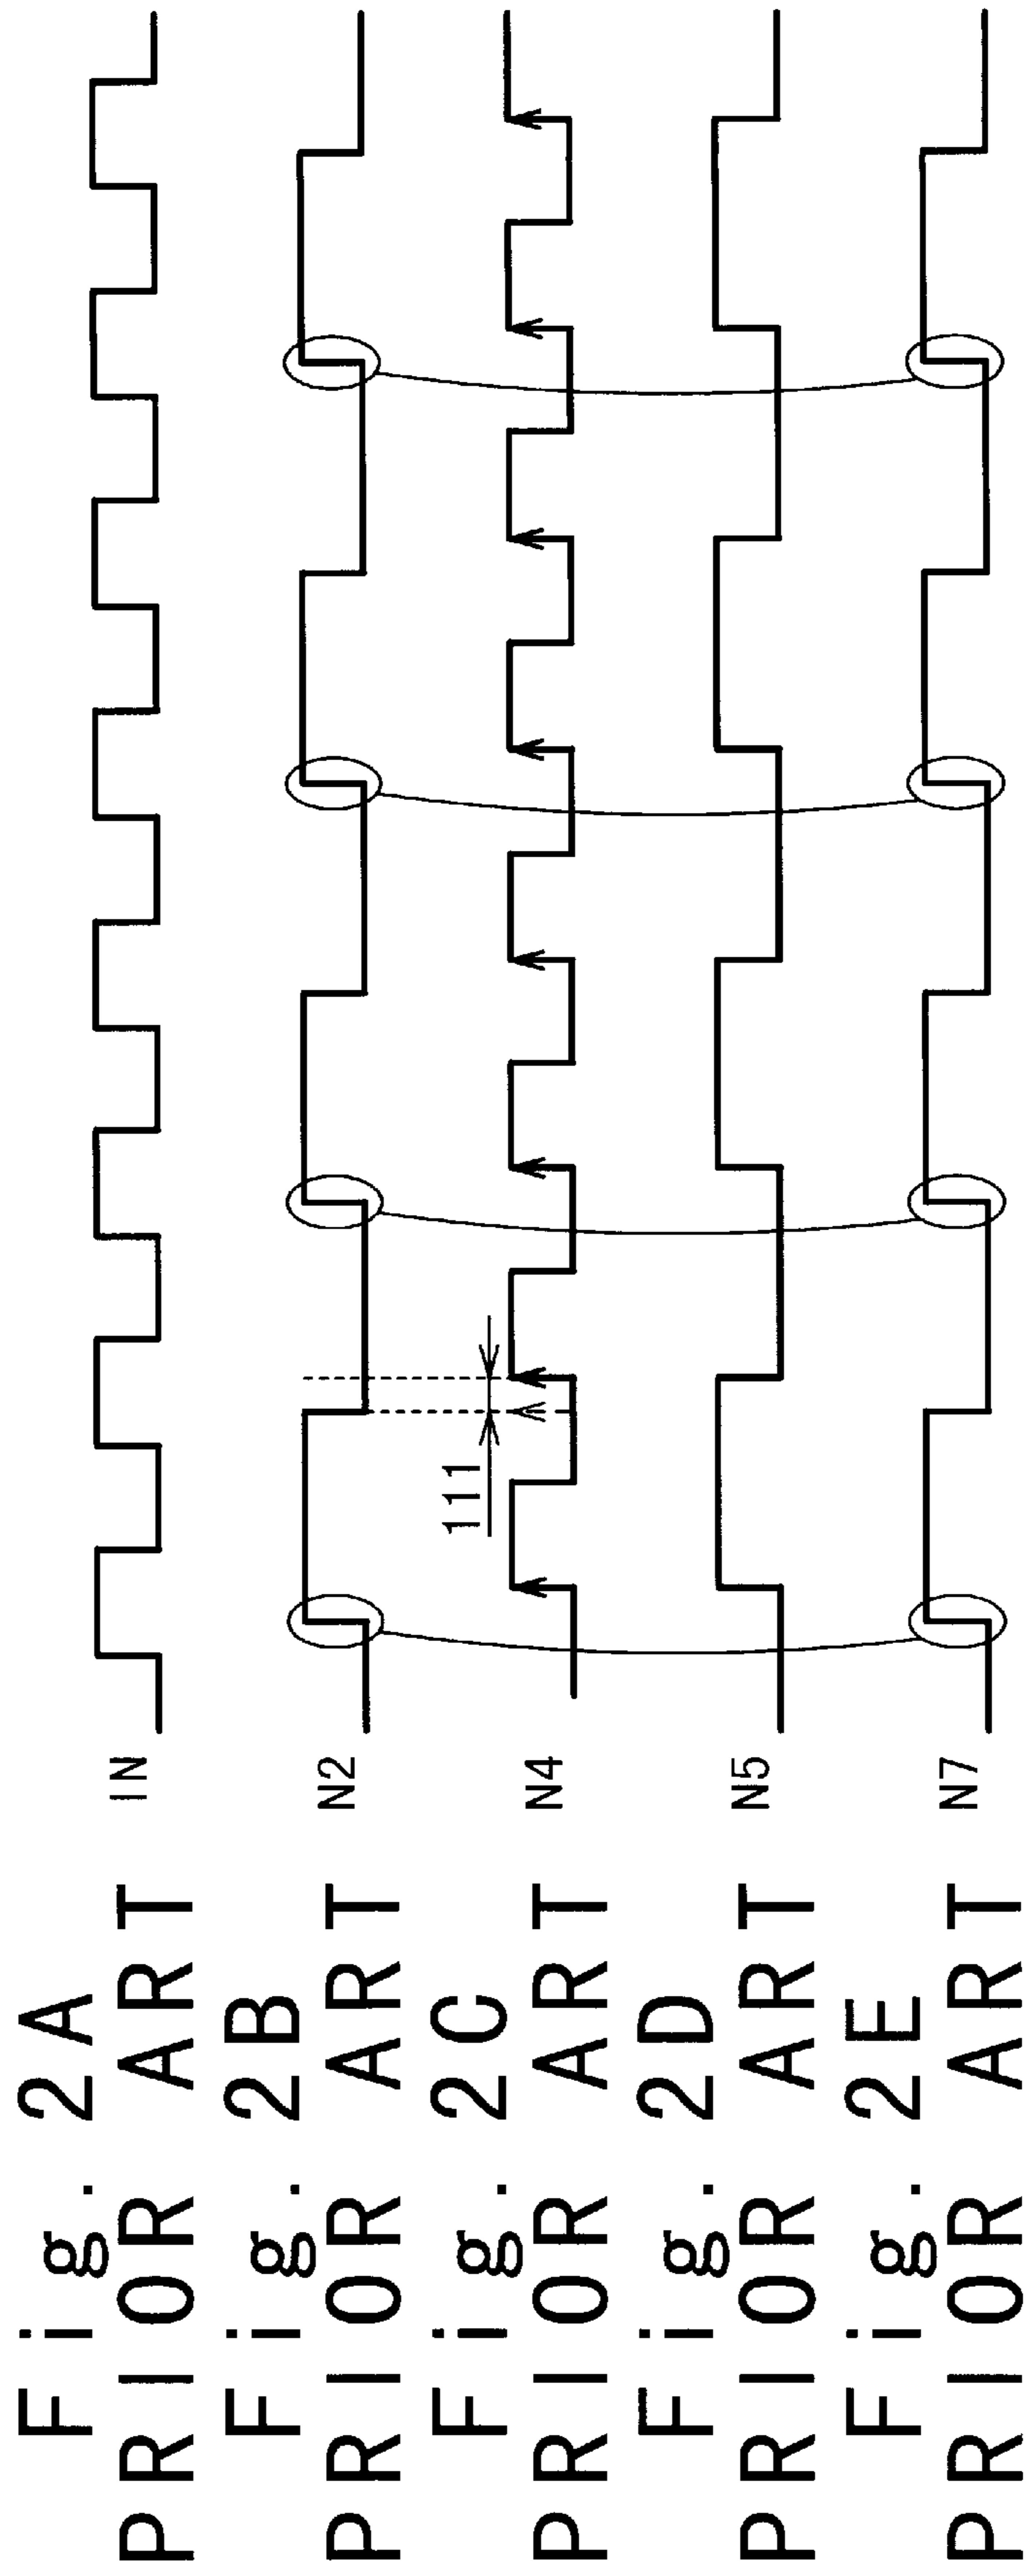 Fig. 2A
PRIOR ART
IN
Fig. 2B
PRIOR ART
N2
Fig. 2C
PRIOR ART
N4
111
Fig. 2D
PRIOR ART
N5
Fig. 2E
PRIOR ART
N7